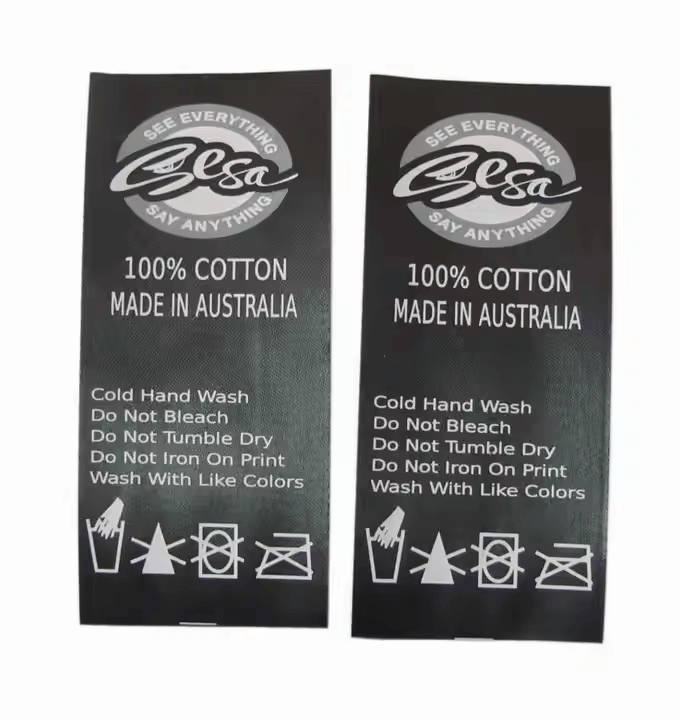 SEE EVERYTHING
Sesa
SAY ANYTHING
100% COTTON
MADE IN AUSTRALIA
Cold Hand Wash
Do Not Bleach
Do Not Tumble Dry
Do Not Iron On Print
Wash With Like Colors
SEE EVERYTHING
Sesa
SAY ANYTHING
100% COTTON
MADE IN AUSTRALIA
Cold Hand Wash
Do Not Bleach
Do Not Tumble Dry
Do Not Iron On Print
Wash With Like Colors